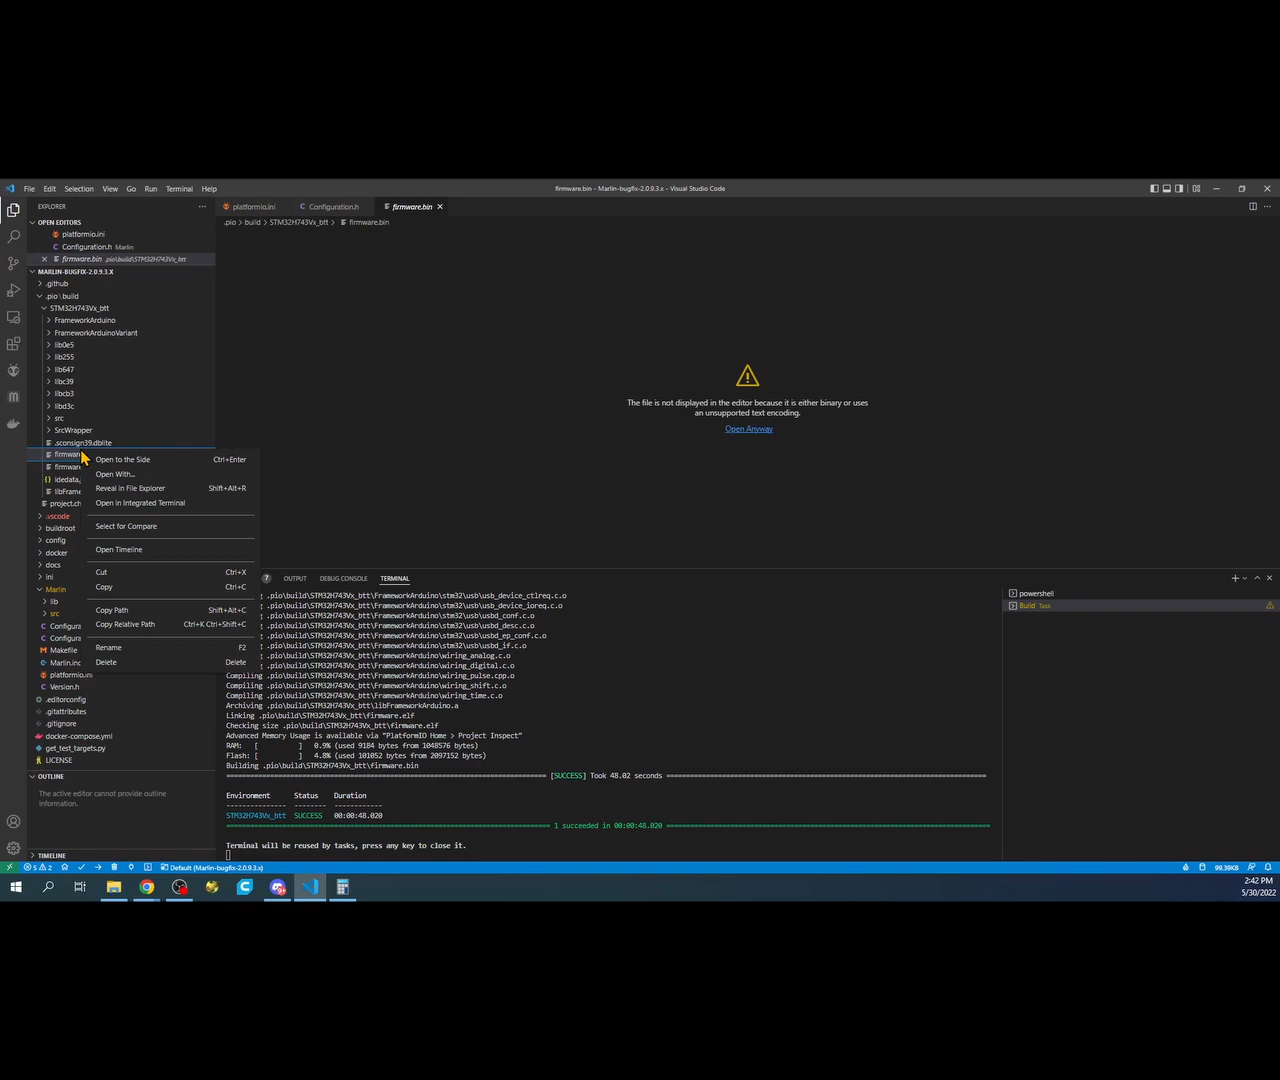 File Edit Selection View Go Run Terminal Help
firmware.bin - Marlin-bugfix-2.0.9.3.x - Visual Studio Code
EXPLORER
platformio.ini
Configuration.h
firmware.bin
OPEN EDITORS
.pio > build > STM32H743Vx_btt > firmware.bin
platformio.ini
Configuration.h Marlin
firmware.bin .pio\build\STM32H743Vx_btt
MARLIN-BUGFIX-2.0.9.3.X
.github
.pio \ build
STM32H743Vx_btt
FrameworkArduino
FrameworkArduinoVariant
lib0e5
lib255
lib647
libc39
libcb3
libd3c
src
SrcWrapper
.sconsign39.dblite
firmwar
firmware
idedata.
libFrame
project.ch
.vscode
buildroot
config
docker
docs
ini
Marlin
lib
src
Configura
Configura
Makefile
Marlin.ino
platformio.ini
Version.h
.editorconfig
.gitattributes
.gitignore
docker-compose.yml
get_test_targets.py
LICENSE
OUTLINE
The active editor cannot provide outline
information.
TIMELINE
Open to the Side Ctrl+Enter
Open With...
Reveal in File Explorer Shift+Alt+R
Open in Integrated Terminal
Select for Compare
Open Timeline
Cut Ctrl+X
Copy Ctrl+C
Copy Path Shift+Alt+C
Copy Relative Path Ctrl+K Ctrl+Shift+C
Rename F2
Delete Delete
The file is not displayed in the editor because it is either binary or uses
an unsupported text encoding.
Open Anyway
7 OUTPUT DEBUG CONSOLE TERMINAL
.pio\build\STM32H743Vx_btt\FrameworkArduino\stm32\usb\usb_device_ctlreq.c.o
.pio\build\STM32H743Vx_btt\FrameworkArduino\stm32\usb\usb_device_ioreq.c.o
.pio\build\STM32H743Vx_btt\FrameworkArduino\stm32\usb\usbd_conf.c.o
.pio\build\STM32H743Vx_btt\FrameworkArduino\stm32\usb\usbd_desc.c.o
.pio\build\STM32H743Vx_btt\FrameworkArduino\stm32\usb\usbd_ep_conf.c.o
.pio\build\STM32H743Vx_btt\FrameworkArduino\stm32\usb\usbd_if.c.o
.pio\build\STM32H743Vx_btt\FrameworkArduino\wiring_analog.c.o
.pio\build\STM32H743Vx_btt\FrameworkArduino\wiring_digital.c.o
Compiling .pio\build\STM32H743Vx_btt\FrameworkArduino\wiring_pulse.cpp.o
Compiling .pio\build\STM32H743Vx_btt\FrameworkArduino\wiring_shift.c.o
Compiling .pio\build\STM32H743Vx_btt\FrameworkArduino\wiring_time.c.o
Archiving .pio\build\STM32H743Vx_btt\libFrameworkArduino.a
Linking .pio\build\STM32H743Vx_btt\firmware.elf
Checking size .pio\build\STM32H743Vx_btt\firmware.elf
Advanced Memory Usage is available via "PlatformIO Home > Project Inspect"
RAM: [ ] 0.9% (used 9184 bytes from 1048576 bytes)
Flash: [ ] 4.8% (used 101052 bytes from 2097152 bytes)
Building .pio\build\STM32H743Vx_btt\firmware.bin
[SUCCESS] Took 48.02 seconds
Environment Status Duration
STM32H743Vx_btt SUCCESS 00:00:48.020
1 succeeded in 00:00:48.020
Terminal will be reused by tasks, press any key to close it.
powershell
Build Task
5 2
Default (Marlin-bugfix-2.0.9.3.x)
99.39KB
2:42 PM
5/30/2022